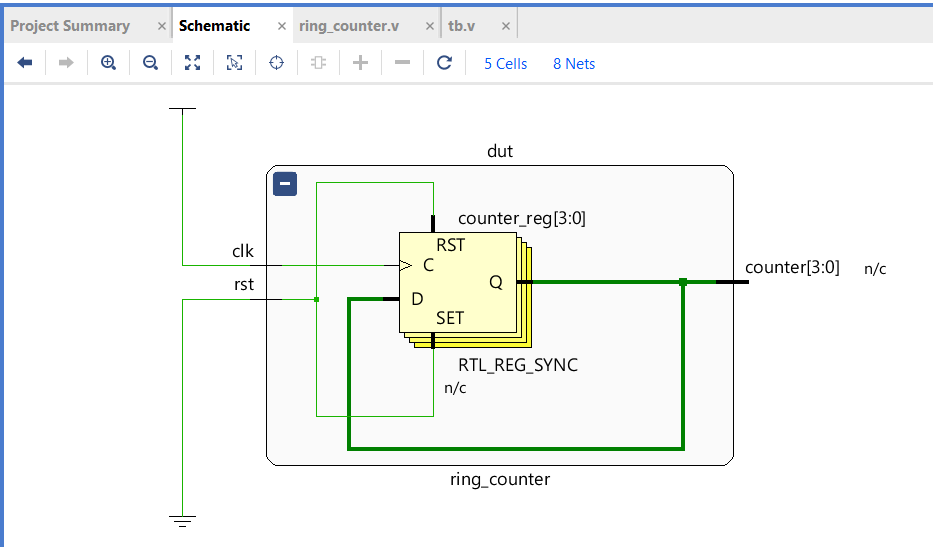 Project Summary × Schematic × ring_counter.v × tb.v ×
5 Cells 8 Nets
dut
counter_reg[3:0]
RST
clk
C
counter[3:0] n/c
rst
Q
D
SET
RTL_REG_SYNC
n/c
ring_counter